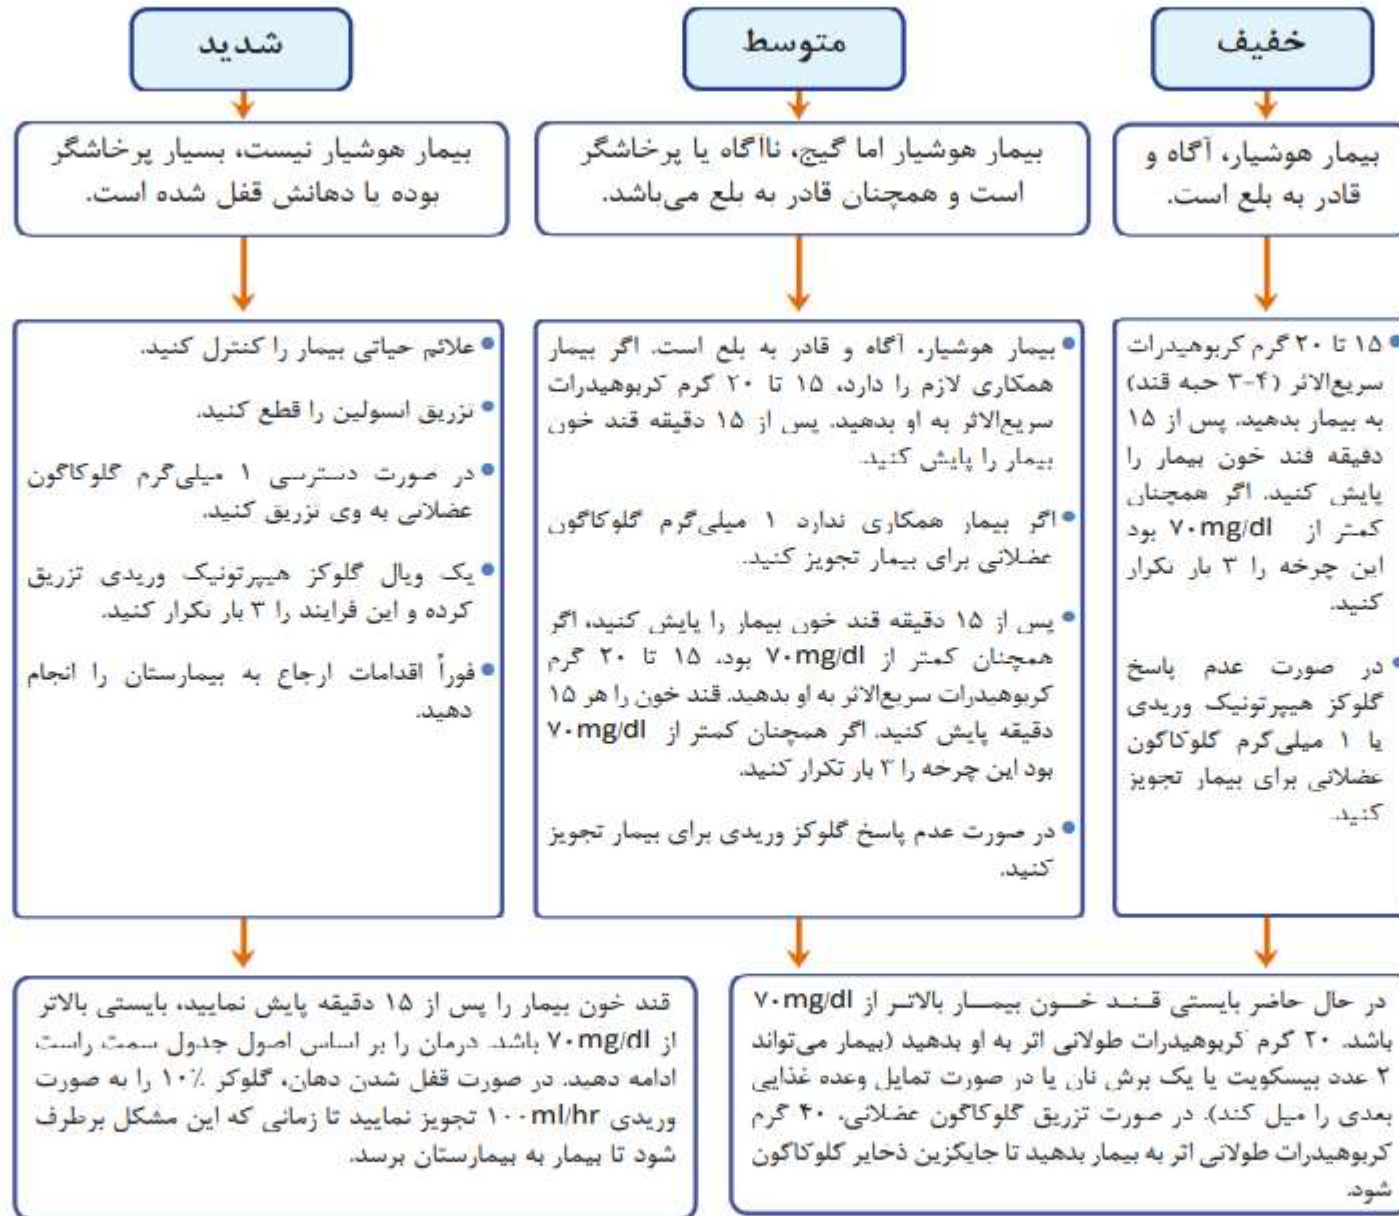 خفیف
بیمار هوشیار، آگاه و
قادر به بلع است.
• ۱۵ تا ۲۰ گرم کربوهیدرات
سریع‌الاثر (۴-۳ حبه قند)
به بیمار بدهید. پس از ۱۵
دقیقه قند خون بیمار را
پایش کنید. اگر همچنان
کمتر از ۷۰mg/dl بود
این چرخه را ۳ بار تکرار
کنید.
• در صورت عدم پاسخ
گلوکز هیپرتونیک وریدی
یا ۱ میلی‌گرم گلوکاگون
عضلانی برای بیمار تجویز
کنید.
متوسط
بیمار هوشیار اما گیج، ناآگاه یا پرخاشگر
است و همچنان قادر به بلع می‌باشد.
• بیمار هوشیار، آگاه و قادر به بلع است. اگر بیمار
همکاری لازم را دارد، ۱۵ تا ۲۰ گرم کربوهیدرات
سریع‌الاثر به او بدهید. پس از ۱۵ دقیقه قند خون
بیمار را پایش کنید.
• اگر بیمار همکاری ندارد ۱ میلی‌گرم گلوکاگون
عضلانی برای بیمار تجویز کنید.
• پس از ۱۵ دقیقه قند خون بیمار را پایش کنید، اگر
همچنان کمتر از ۷۰mg/dl بود، ۱۵ تا ۲۰ گرم
کربوهیدرات سریع‌الاثر به او بدهید. قند خون را هر ۱۵
دقیقه پایش کنید. اگر همچنان کمتر از ۷۰mg/dl
بود این چرخه را ۳ بار تکرار کنید.
• در صورت عدم پاسخ گلوکز وریدی برای بیمار تجویز
کنید.
شدید
بیمار هوشیار نیست، بسیار پرخاشگر
بوده یا دهانش قفل شده است.
• علائم حیاتی بیمار را کنترل کنید.
• تزریق انسولین را قطع کنید.
• در صورت دسترسی ۱ میلی‌گرم گلوکاگون
عضلانی به وی تزریق کنید.
• یک ویال گلوکز هیپرتونیک وریدی تزریق
کرده و این فرایند را ۳ بار تکرار کنید.
• فوراً اقدامات ارجاع به بیمارستان را انجام
دهید.
در حال حاضر بایستی قند خون بیمار بالاتر از ۷۰mg/dl
باشد. ۲۰ گرم کربوهیدرات طولانی اثر به او بدهید (بیمار می‌تواند
۲ عدد بیسکویت یا یک برش نان یا در صورت تمایل وعده غذایی
بعدی را میل کند). در صورت تزریق گلوکاگون عضلانی، ۴۰ گرم
کربوهیدرات طولانی اثر به بیمار بدهید تا جایگزین ذخایر گلوکاگون
شود.
قند خون بیمار را پس از ۱۵ دقیقه پایش نمایید، بایستی بالاتر
از ۷۰mg/dl باشد. درمان را بر اساس اصول جدول سمت راست
ادامه دهید. در صورت قفل شدن دهان، گلوکز ۱۰٪ را به صورت
وریدی ۱۰۰ml/hr تجویز نمایید تا زمانی که این مشکل برطرف
شود تا بیمار به بیمارستان برسد.